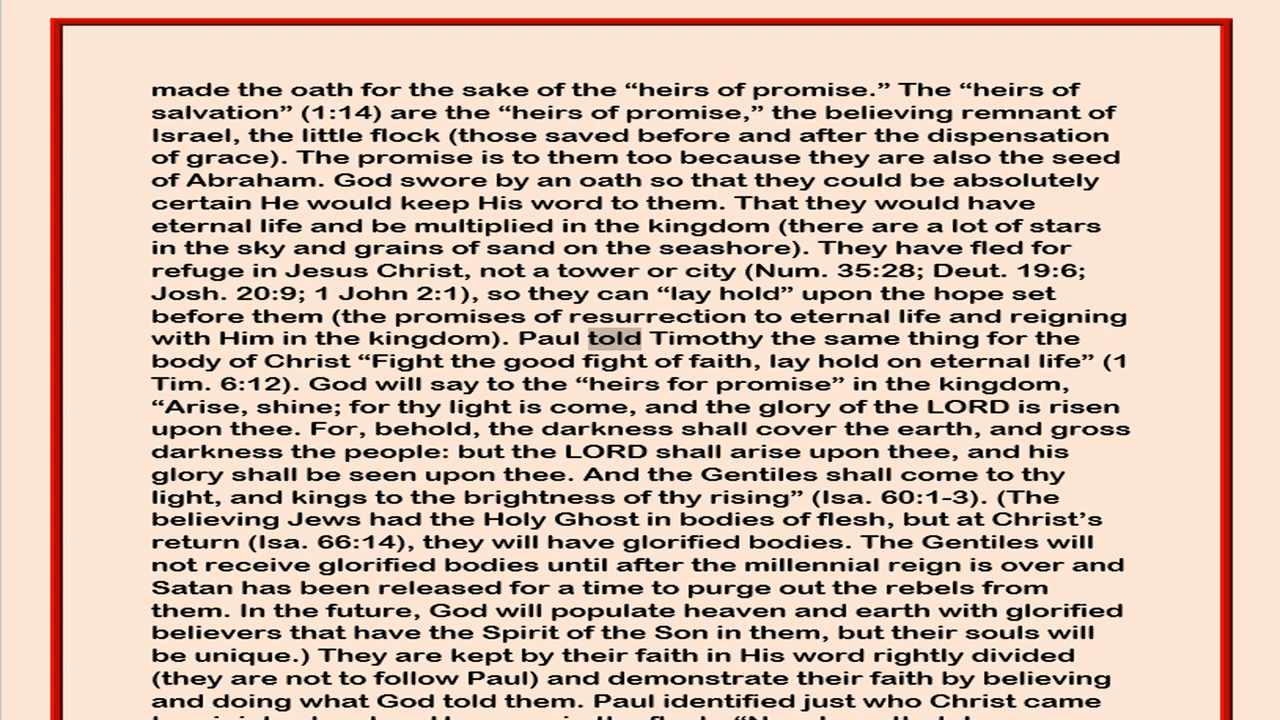 made the oath for the sake of the “heirs of promise.” The “heirs of
salvation” (1:14) are the “heirs of promise,” the believing remnant of
Israel, the little flock (those saved before and after the dispensation
of grace). The promise is to them too because they are also the seed
of Abraham. God swore by an oath so that they could be absolutely
certain He would keep His word to them. That they would have
eternal life and be multiplied in the kingdom (there are a lot of stars
in the sky and grains of sand on the seashore). They have fled for
refuge in Jesus Christ, not a tower or city (Num. 35:28; Deut. 19:6;
Josh. 20:9; 1 John 2:1), so they can “lay hold” upon the hope set
before them (the promises of resurrection to eternal life and reigning
with Him in the kingdom). Paul told Timothy the same thing for the
body of Christ “Fight the good fight of faith, lay hold on eternal life” (1
Tim. 6:12). God will say to the “heirs for promise” in the kingdom,
“Arise, shine; for thy light is come, and the glory of the LORD is risen
upon thee. For, behold, the darkness shall cover the earth, and gross
darkness the people: but the LORD shall arise upon thee, and his
glory shall be seen upon thee. And the Gentiles shall come to thy
light, and kings to the brightness of thy rising” (Isa. 60:1-3). (The
believing Jews had the Holy Ghost in bodies of flesh, but at Christ’s
return (Isa. 66:14), they will have glorified bodies. The Gentiles will
not receive glorified bodies until after the millennial reign is over and
Satan has been released for a time to purge out the rebels from
them. In the future, God will populate heaven and earth with glorified
believers that have the Spirit of the Son in them, but their souls will
be unique.) They are kept by their faith in His word rightly divided
(they are not to follow Paul) and demonstrate their faith by believing
and doing what God told them. Paul identified just who Christ came